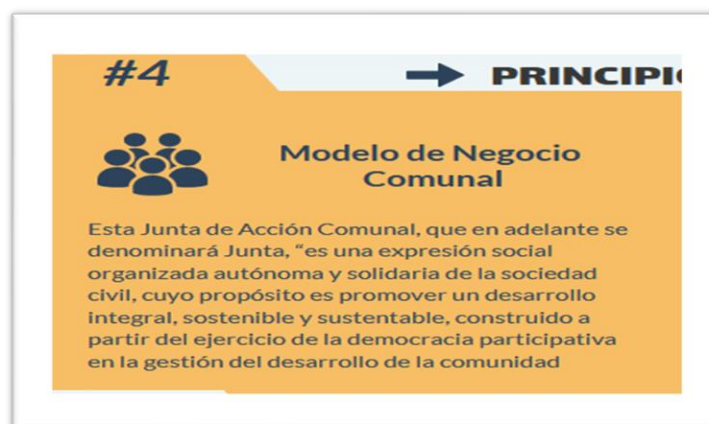 #4
PRINCIPI
Modelo de Negocio
Comunal
Esta Junta de Acción Comunal, que en adelante se
denominará Junta, “es una expresión social
organizada autónoma y solidaria de la sociedad
civil, cuyo propósito es promover un desarrollo
integral, sostenible y sustentable, construido a
partir del ejercicio de la democracia participativa
en la gestión del desarrollo de la comunidad